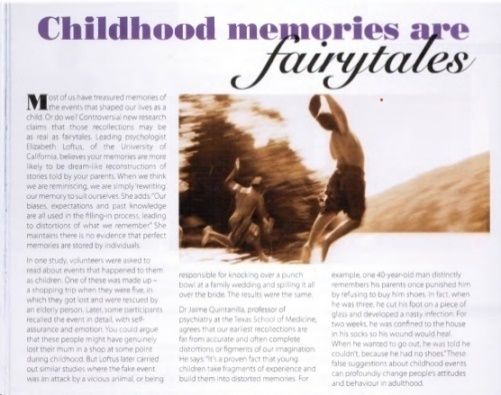 Childhood memories are
fairytales
Most of us have treasured memories of
the events that shaped our lives as a
child. Or do we? Controversial new research
claims that those recollections may be
as real as fairytales. Leading psychologist
Elizabeth Loftus, of the University of
California, believes your memories are more
likely to be dream-like reconstructions of
stories told by your parents. When we think
we are reminiscing, we are simply 'rewriting
our memory to suit ourselves. She adds: "Our
biases, expectations and past knowledge
are all used in the filling-in process, leading
to distortions of what we remember." She
maintains there is no evidence that perfect
memories are stored by individuals.
In one study, volunteers were asked to
read about events that happened to them
as children. One of these was made up –
a shopping trip when they were five, in
which they got lost and were rescued by
an elderly person. Later, some participants
recalled the event in detail, with self-
assurance and emotion. You could argue
that these people might have genuinely
lost their mum in a shop at some point
during childhood. But Loftus later carried
out similar studies where the fake event
was an attack by a vicious animal, or being
responsible for knocking over a punch
bowl at a family wedding and spilling it all
over the bride. The results were the same.
Dr Jaime Quintanilla, professor of
psychiatry at the Texas School of Medicine,
agrees that our earliest recollections are
far from accurate and often complete
distortions or figments of our imagination.
He says: "It's a proven fact that young
children take fragments of experience and
build them into distorted memories. For
example, one 40-year-old man distinctly
remembers his parents once punished him
by refusing to buy him shoes. In fact, when
he was three, he cut his foot on a piece of
glass and developed a nasty infection. For
two weeks, he was confined to the house
in his socks so his wound would heal.
When he wanted to go out, he was told he
couldn't, because he had no shoes." These
false suggestions about childhood events
can profoundly change people's attitudes
and behaviour in adulthood.